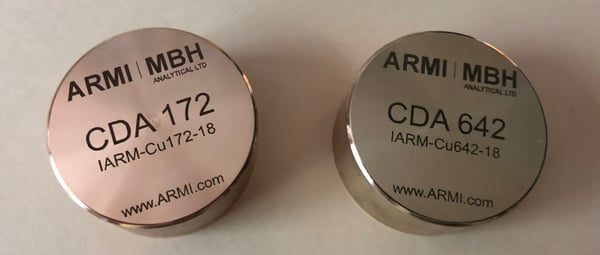 ARMI | MBH
ANALYTICAL LTD
CDA 172
IARM-Cu172-18
www.ARMI.com
ARMI | MBH
ANALYTICAL LTD
CDA 642
IARM-Cu642-18
www.ARMI.com